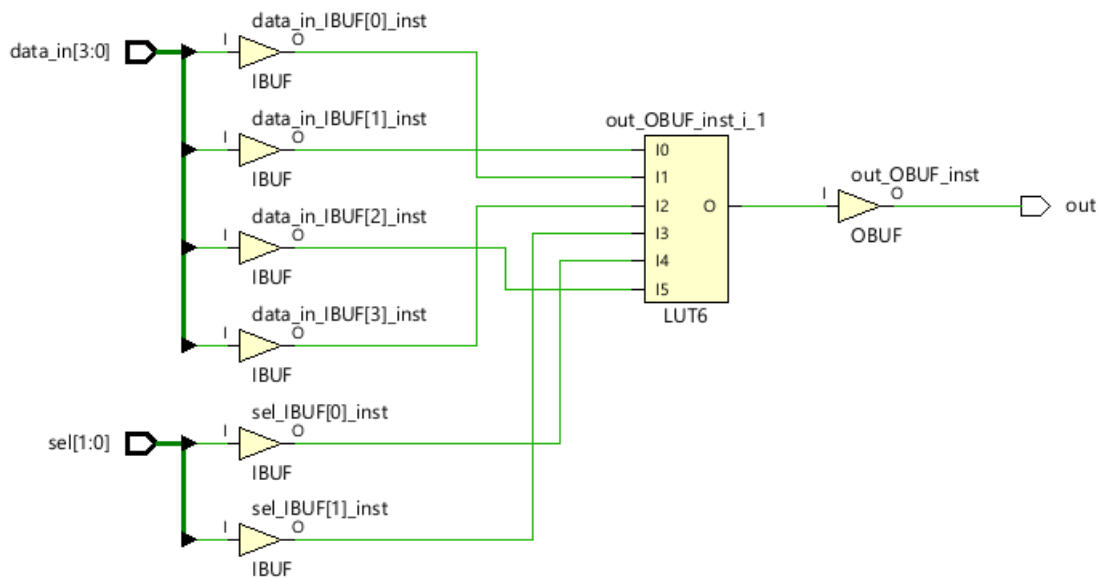 data_in[3:0]
data_in_IBUF[0]_inst
I
O
IBUF
data_in_IBUF[1]_inst
I
O
IBUF
data_in_IBUF[2]_inst
I
O
IBUF
data_in_IBUF[3]_inst
I
O
IBUF
sel[1:0]
sel_IBUF[0]_inst
I
O
IBUF
sel_IBUF[1]_inst
I
O
IBUF
out_OBUF_inst_i_1
I0
I1
I2
I3
I4
I5
O
LUT6
out_OBUF_inst
I
O
OBUF
out